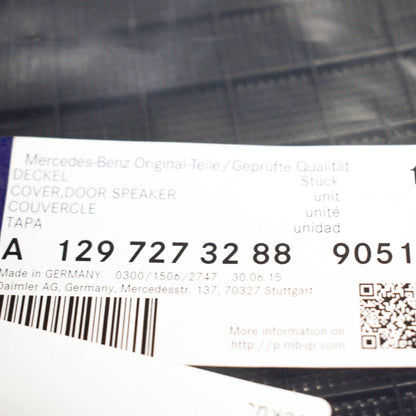 Mercedes-Benz Original-Teile/Geprüfte Qualität
DECKEL Stück
COVER,DOOR SPEAKER unit
COUVERCLE unité
TAPA unidad
A 129 727 32 88 9051
Made in GERMANY 0300/1506/2747 30.06.15
Daimler AG, Germany, Mercedesstr. 137, 70327 Stuttgart
More information on
http://p.mb-qr.com